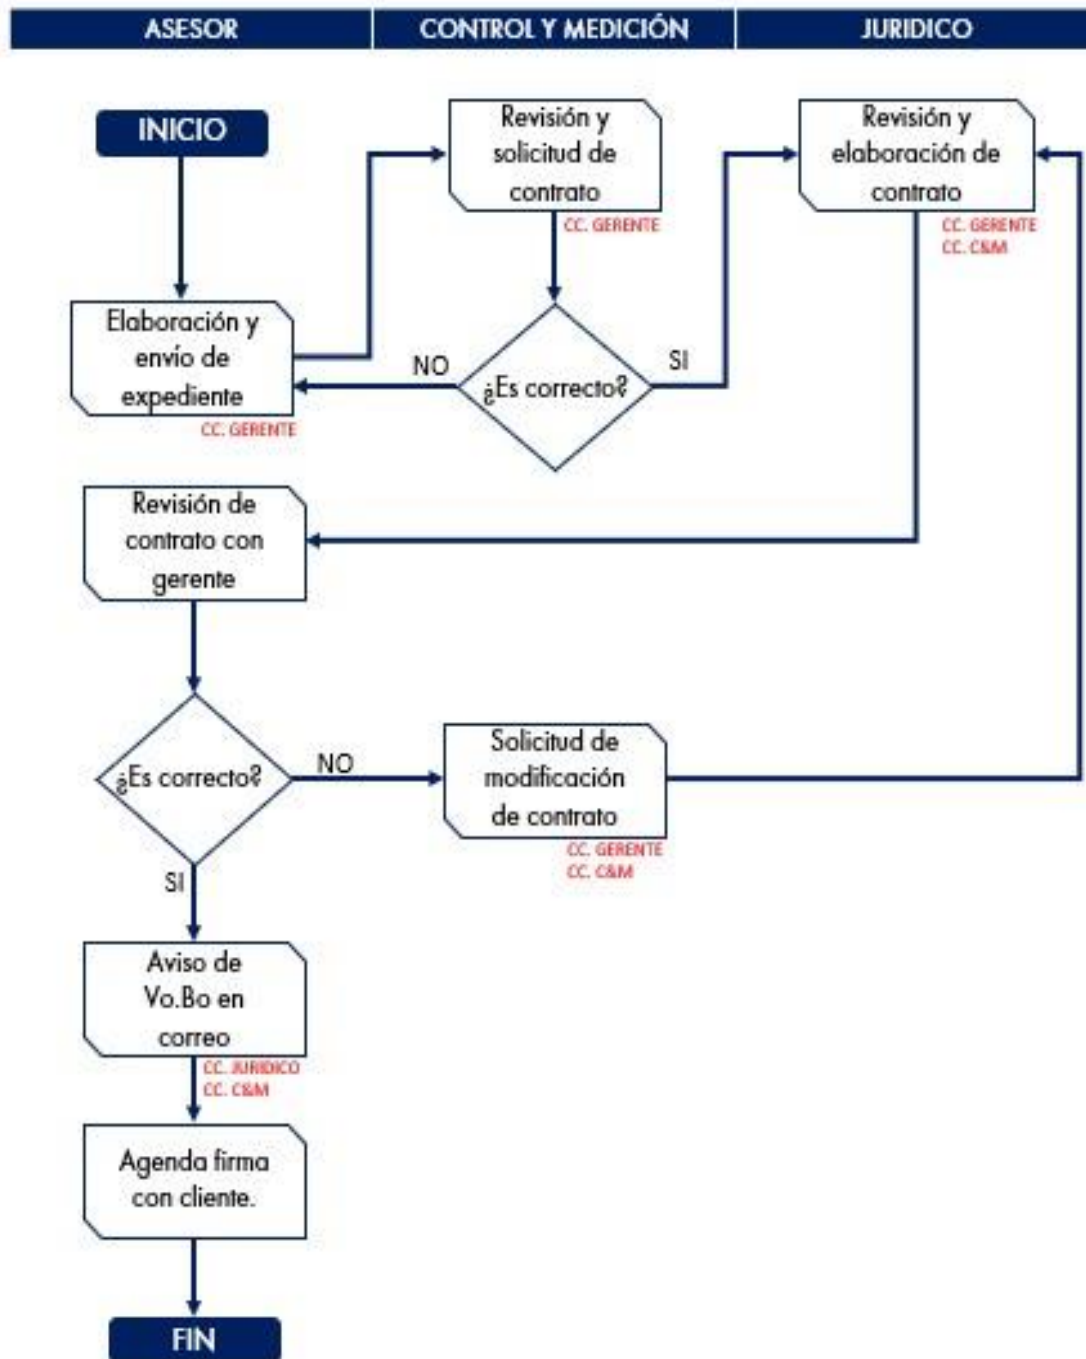 ASESOR
CONTROL Y MEDICIÓN
JURIDICO
INICIO
Revisión y
solicitud de
contrato
CC. GERENTE
Revisión y
elaboración de
contrato
CC. GERENTE
CC. C&M
Elaboración y
envío de
expediente
CC. GERENTE
NO
¿Es correcto?
SI
Revisión de
contrato con
gerente
¿Es correcto?
NO
SI
Solicitud de
modificación
de contrato
CC. GERENTE
CC. C&M
Aviso de
Vo.Bo en
correo
CC. JURIDICO
CC. C&M
Agenda firma
con cliente.
FIN